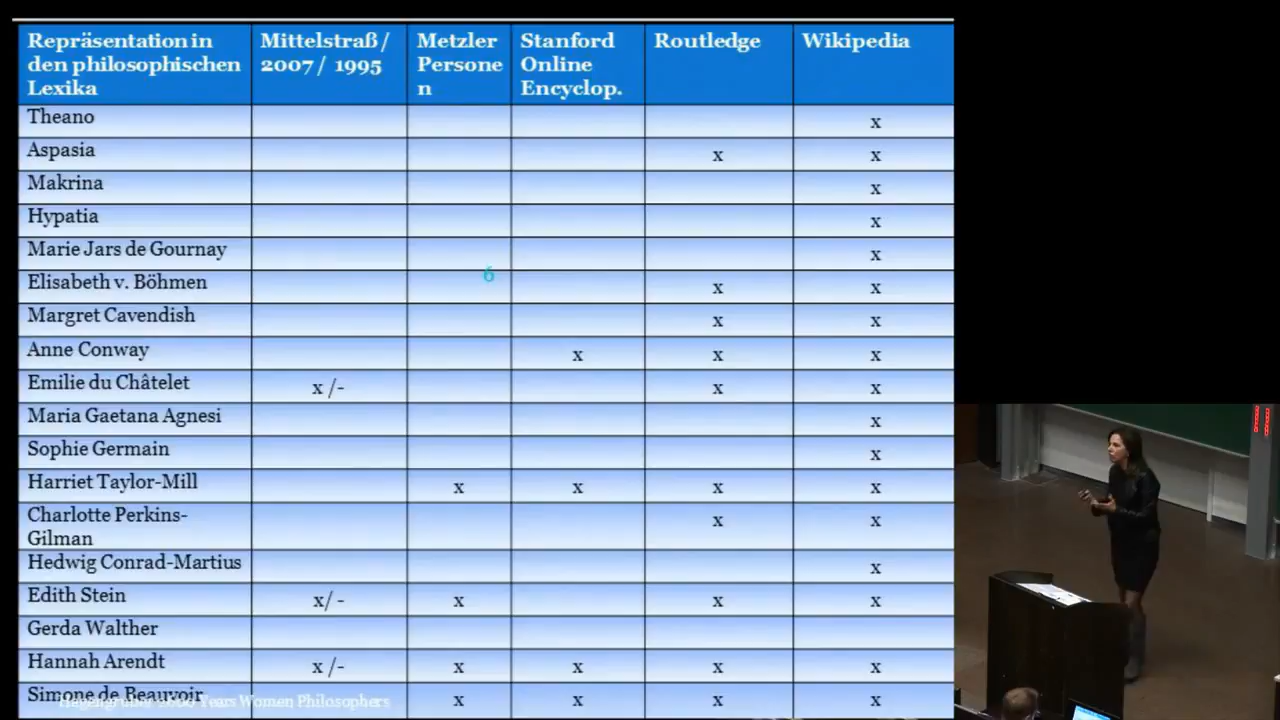 Repräsentation in den philosophischen Lexika Mittelstraß / 2007 / 1995 Metzler Personen Stanford Online Encyclop. Routledge Wikipedia
Theano x
Aspasia x x
Makrina x
Hypatia x
Marie Jars de Gournay x
6
Elisabeth v. Böhmen x x
Margret Cavendish x x
Anne Conway x x x
Emilie du Châtelet x /- x x
Maria Gaetana Agnesi x
Sophie Germain x
Harriet Taylor-Mill x x x x
Charlotte Perkins-Gilman x x
Hedwig Conrad-Martius x
Edith Stein x/ - x x x
Gerda Walther
Hannah Arendt x /- x x x x
Simone de Beauvoir x x x x
Hagengruber 2600 Years Women Philosophers